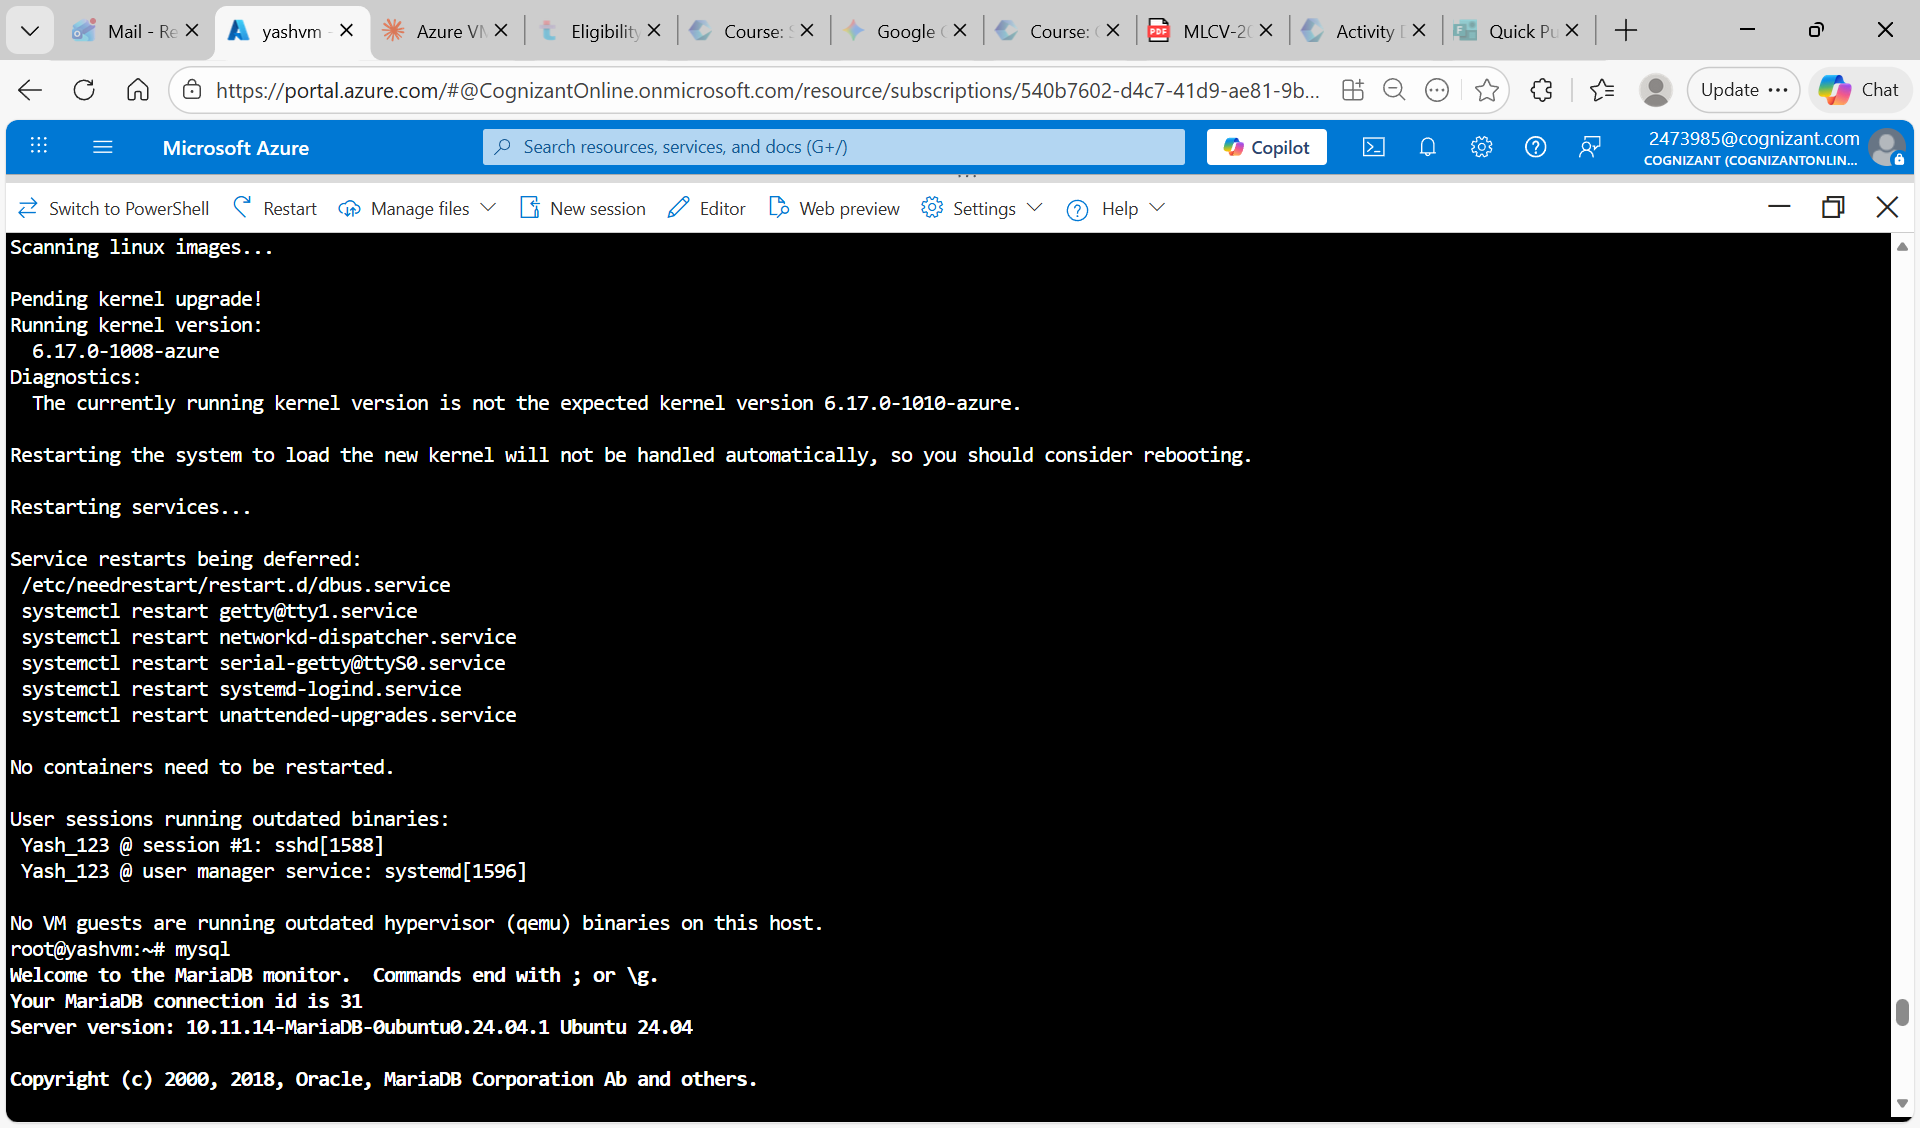 Mail - Re
yashvm -
Azure VM
Eligibility
Course: S
Google C
Course: C
PDF
MLCV-20
Activity D
Quick Pu
https://portal.azure.com/#@CognizantOnline.onmicrosoft.com/resource/subscriptions/540b7602-d4c7-41d9-ae81-9b...
Update
Chat
Microsoft Azure
Search resources, services, and docs (G+/)
Copilot
2473985@cognizant.com
COGNIZANT (COGNIZANTONLIN...
Switch to PowerShell
Restart
Manage files
New session
Editor
Web preview
Settings
Help
Scanning linux images...
Pending kernel upgrade!
Running kernel version:
6.17.0-1008-azure
Diagnostics:
The currently running kernel version is not the expected kernel version 6.17.0-1010-azure.
Restarting the system to load the new kernel will not be handled automatically, so you should consider rebooting.
Restarting services...
Service restarts being deferred:
/etc/needrestart/restart.d/dbus.service
systemctl restart getty@tty1.service
systemctl restart networkd-dispatcher.service
systemctl restart serial-getty@ttyS0.service
systemctl restart systemd-logind.service
systemctl restart unattended-upgrades.service
No containers need to be restarted.
User sessions running outdated binaries:
Yash_123 @ session #1: sshd[1588]
Yash_123 @ user manager service: systemd[1596]
No VM guests are running outdated hypervisor (qemu) binaries on this host.
root@yashvm:~# mysql
Welcome to the MariaDB monitor.  Commands end with ; or \g.
Your MariaDB connection id is 31
Server version: 10.11.14-MariaDB-0ubuntu0.24.04.1 Ubuntu 24.04
Copyright (c) 2000, 2018, Oracle, MariaDB Corporation Ab and others.